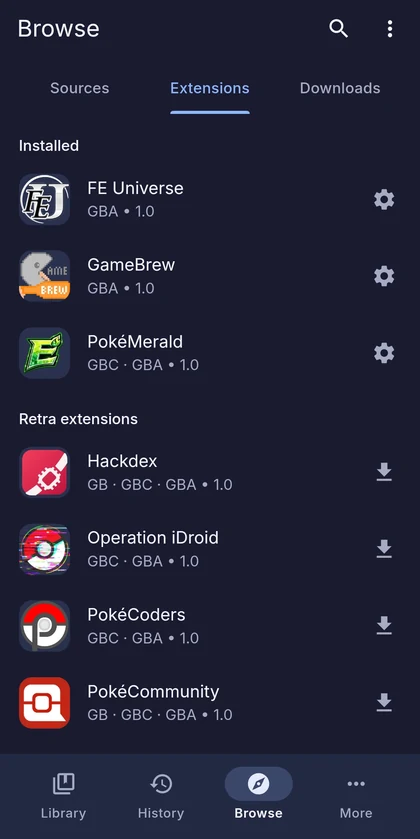 Browse
Sources Extensions Downloads
Installed
FE Universe
GBA • 1.0
GameBrew
GBA • 1.0
AME
BREW
PokéMerald
GBC · GBA • 1.0
Retra extensions
Hackdex
GB · GBC · GBA • 1.0
Operation iDroid
GBC · GBA • 1.0
PokéCoders
GBC · GBA • 1.0
PokéCommunity
GB · GBC · GBA • 1.0
Library History Browse More